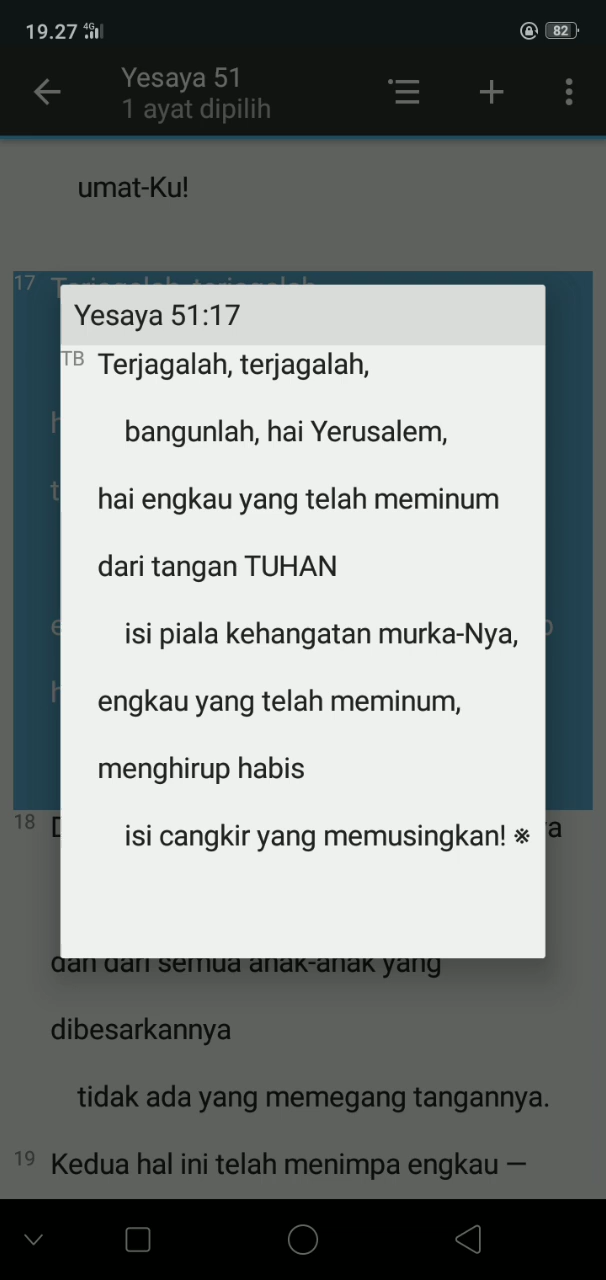 19.27 4G 82
Yesaya 51
1 ayat dipilih
umat-Ku!
17 Terjagalah, terjagalah,
Yesaya 51:17
TB Terjagalah, terjagalah,
bangunlah, hai Yerusalem,
hai engkau yang telah meminum
dari tangan TUHAN
isi piala kehangatan murka-Nya,
engkau yang telah meminum,
menghirup habis
isi cangkir yang memusingkan! ※
18
dan dari semua anak-anak yang
dibesarkannya
tidak ada yang memegang tangannya.
19 Kedua hal ini telah menimpa engkau —